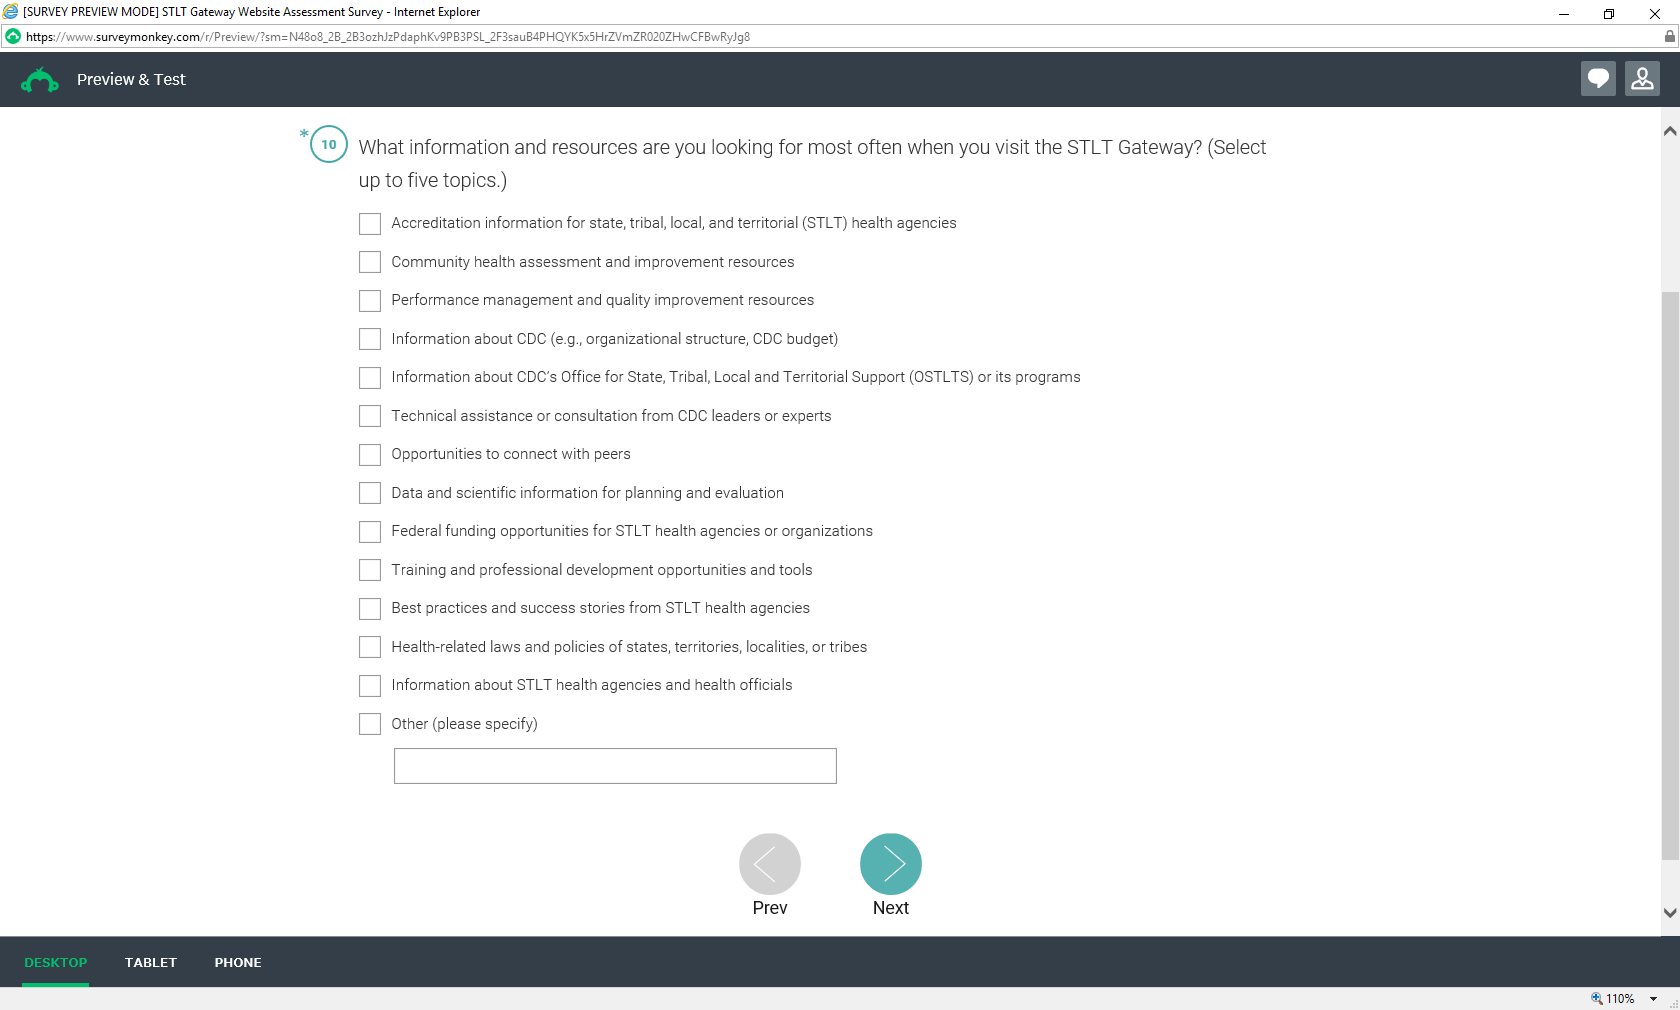 [SURVEY PREVIEW MODE] STLT Gateway Website Assessment Survey - Internet Explorer
Preview & Test
* 10 What information and resources are you looking for most often when you visit the STLT Gateway? (Select
up to five topics.)
Accreditation information for state, tribal, local, and territorial (STLT) health agencies
Community health assessment and improvement resources
Performance management and quality improvement resources
Information about CDC (e.g., organizational structure, CDC budget)
Information about CDC's Office for State, Tribal, Local and Territorial Support (OSTLTS) or its programs
Technical assistance or consultation from CDC leaders or experts
Opportunities to connect with peers
Data and scientific information for planning and evaluation
Federal funding opportunities for STLT health agencies or organizations
Training and professional development opportunities and tools
Best practices and success stories from STLT health agencies
Health-related laws and policies of states, territories, localities, or tribes
Information about STLT health agencies and health officials
Other (please specify)
Prev Next
DESKTOP TABLET PHONE
110%